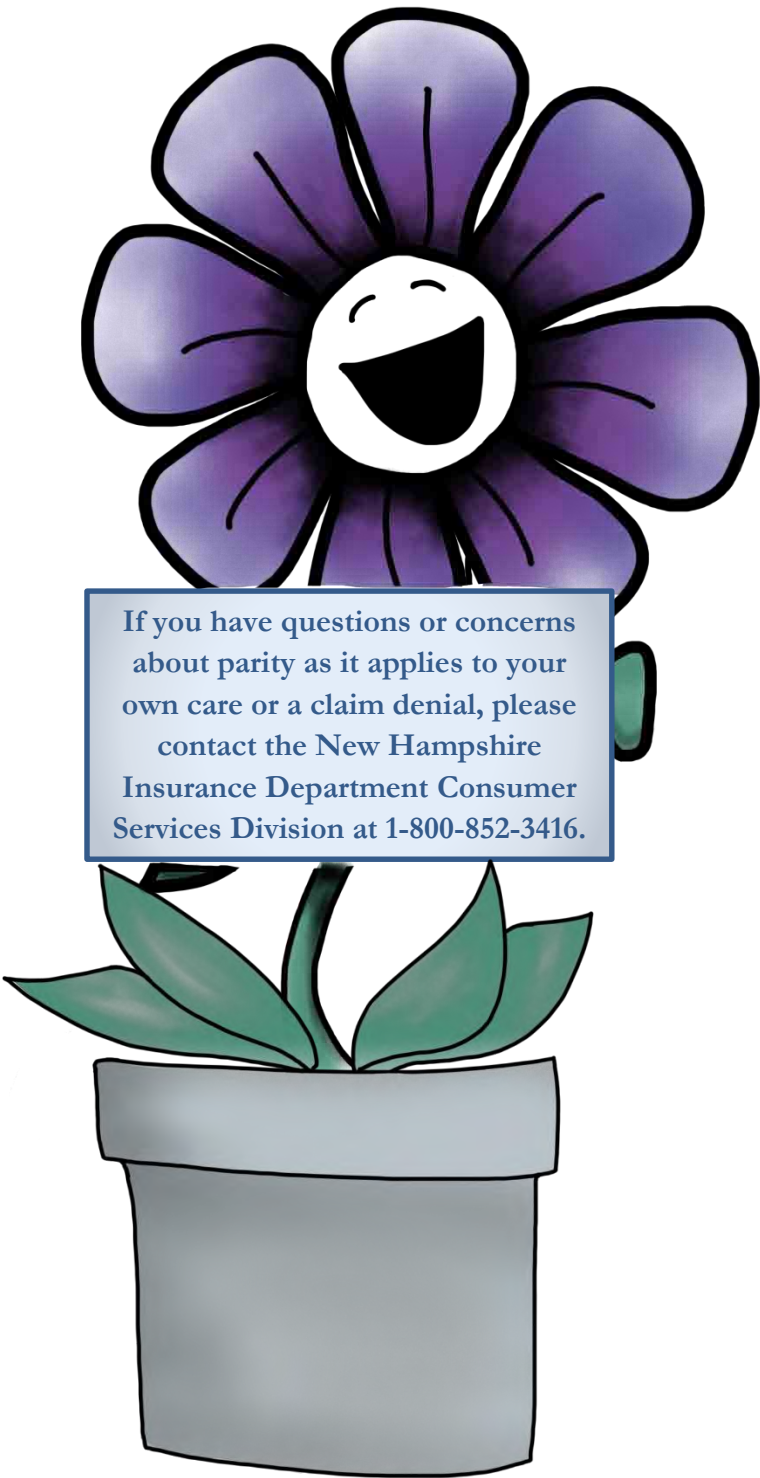 If you have questions or concerns
about parity as it applies to your
own care or a claim denial, please
contact the New Hampshire
Insurance Department Consumer
Services Division at 1-800-852-3416.